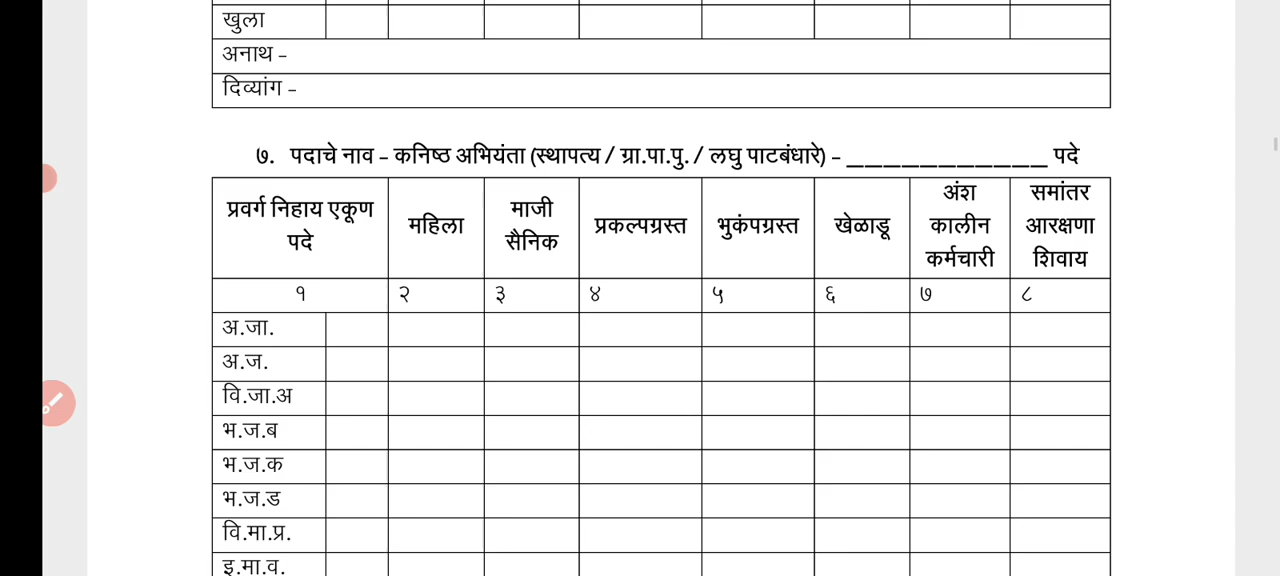 खुला
अनाथ –
दिव्यांग –
७. पदाचे नाव – कनिष्ठ अभियंता (स्थापत्य / ग्रा.पा.पु. / लघु पाटबंधारे) – ___________ पदे
प्रवर्ग निहाय एकूण पदे महिला माजी सैनिक प्रकल्पग्रस्त भुकंपग्रस्त खेळाडू अंश कालीन कर्मचारी समांतर आरक्षणा शिवाय
१ २ ३ ४ ५ ६ ७ ८
अ.जा.
अ.ज.
वि.जा.अ
भ.ज.ब
भ.ज.क
भ.ज.ड
वि.मा.प्र.
इ.मा.व.